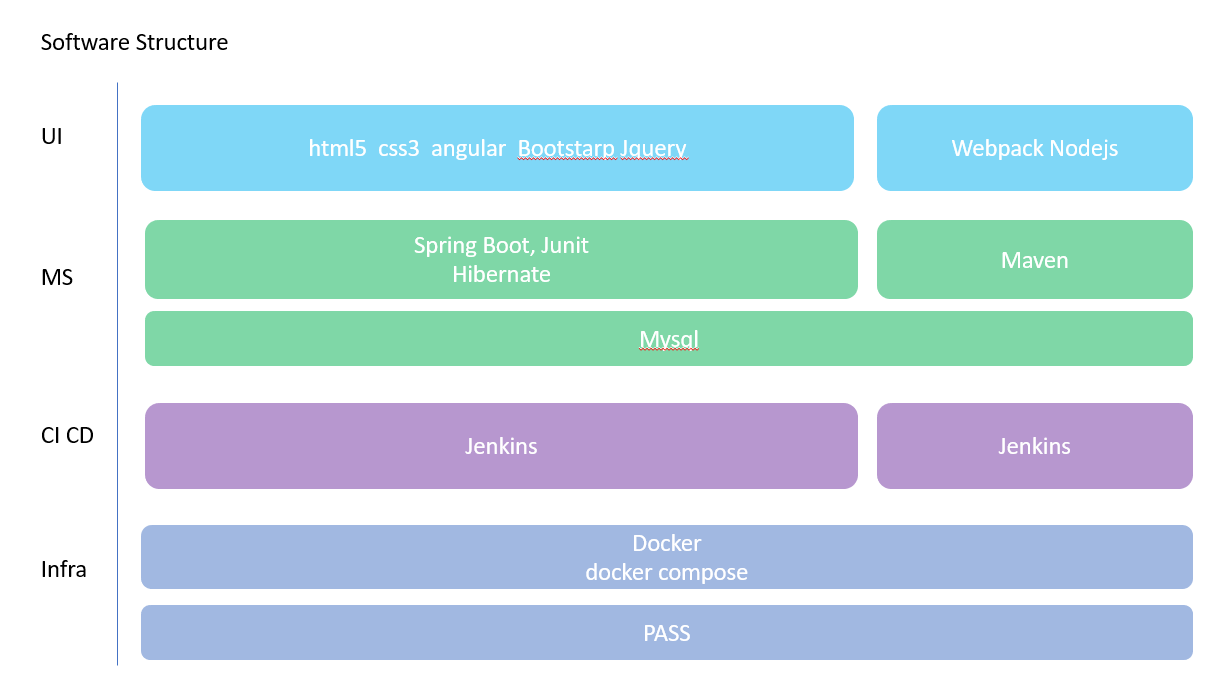 Software Structure
UI
html5 css3 angular Bootstarp Jquery
Webpack Nodejs
MS
Spring Boot, Junit
Hibernate
Maven
Mysql
CI CD
Jenkins
Jenkins
Infra
Docker
docker compose
PASS